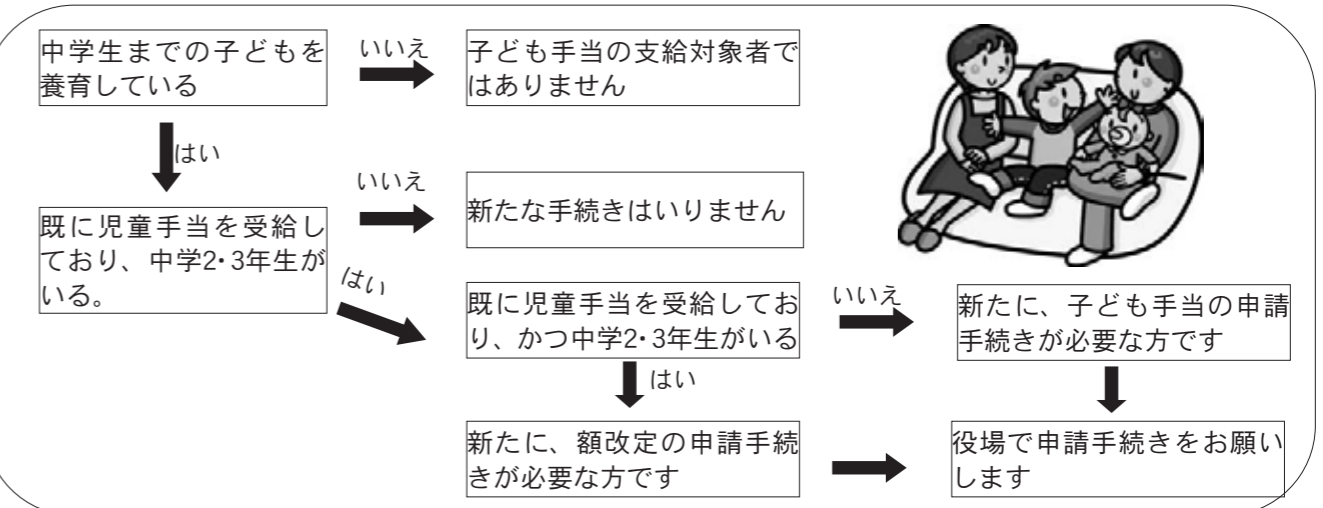 中学生までの子どもを
養育している
いいえ
子ども手当の支給対象者で
はありません
はい
既に児童手当を受給し
ており、中学2・3年生が
いる。
いいえ
新たな手続きはいりません
はい
既に児童手当を受給してお
り、かつ中学2・3年生がいる
いいえ
新たに、子ども手当の申請
手続きが必要な方です
はい
新たに、額改定の申請手続
きが必要な方です
役場で申請手続きをお願い
します